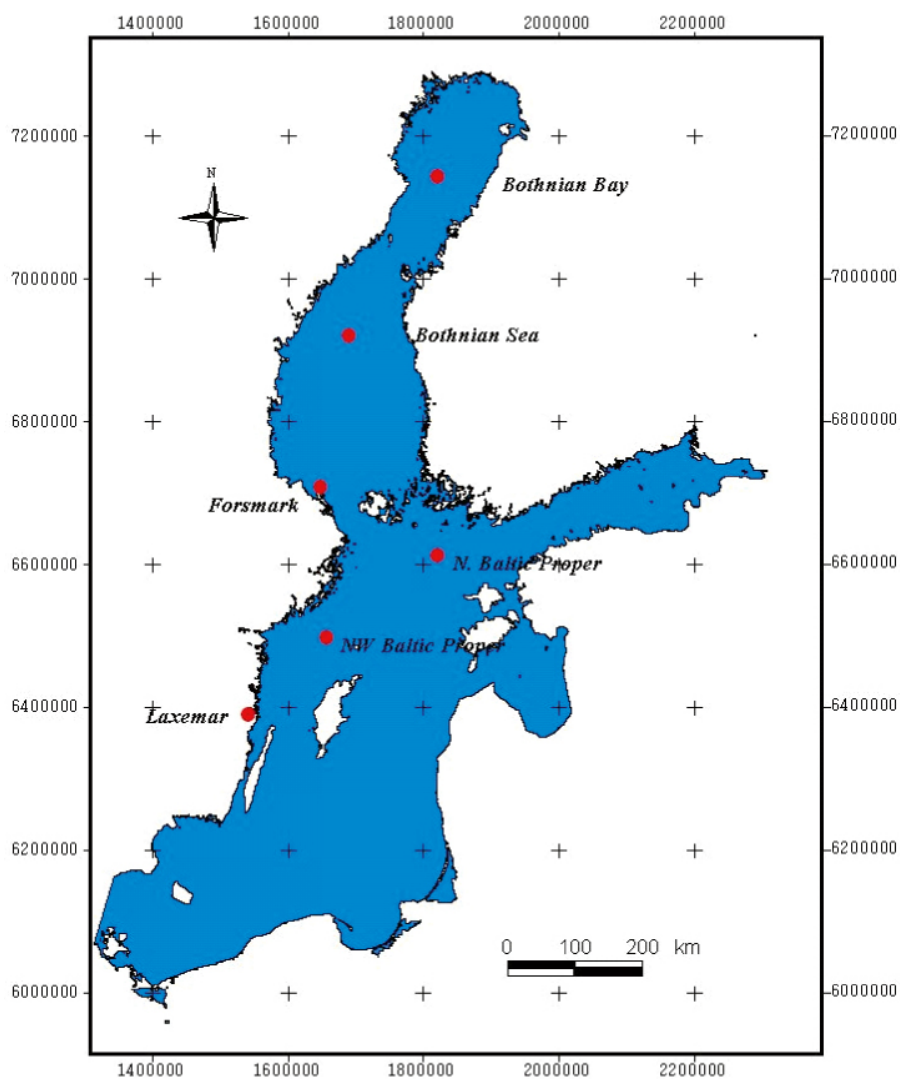 1400000 1600000 1800000 2000000 2200000
7200000 7200000
N
Bothnian Bay
7000000 7000000
Bothnian Sea
6800000 6800000
Forsmark
N. Baltic Proper
6600000 6600000
NW Baltic Proper
6400000 6400000
Laxemar
6200000 6200000
0 100 200 km
6000000 6000000
1400000 1600000 1800000 2000000 2200000